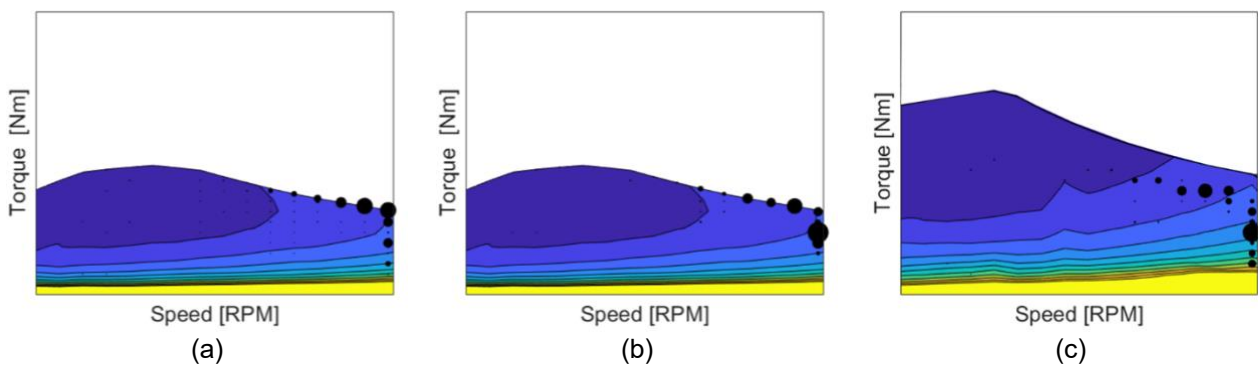 Torque [Nm]
Speed [RPM]
(a)
Torque [Nm]
Speed [RPM]
(b)
Torque [Nm]
Speed [RPM]
(c)